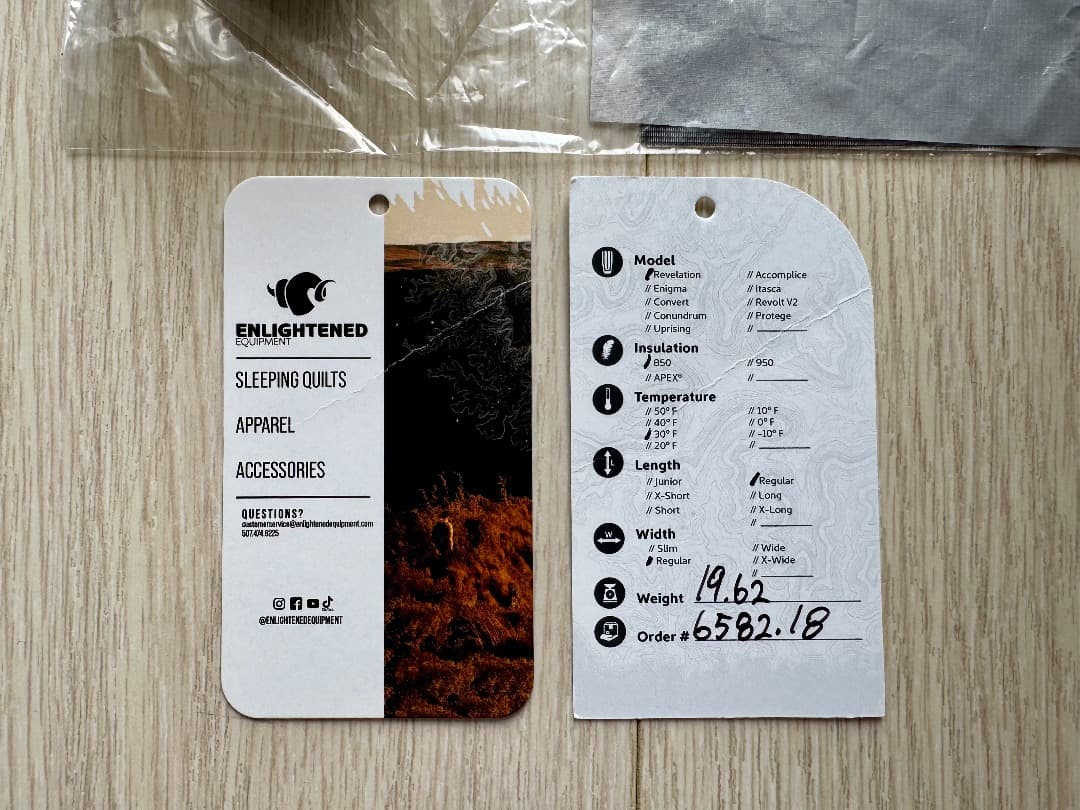 ENLIGHTENED
EQUIPMENT
SLEEPING QUILTS
APPAREL
ACCESSORIES
QUESTIONS?
customerservice@enlightenedequipment.com
507.474.6225
@ENLIGHTENEDEQUIPMENT
Model
Revelation // Accomplice
// Enigma // Itasca
// Convert // Revolt V2
// Conundrum // Protege
// Uprising //
Insulation
850 // 950
// APEX® //
Temperature
// 50° F // 10° F
// 40° F // 0° F
30° F // -10° F
// 20° F //
Length
// Junior Regular
// X-Short // Long
// Short // X-Long
//
W
Width
// Slim // Wide
Regular // X-Wide
//
Weight 19.62
Order # 6582.18